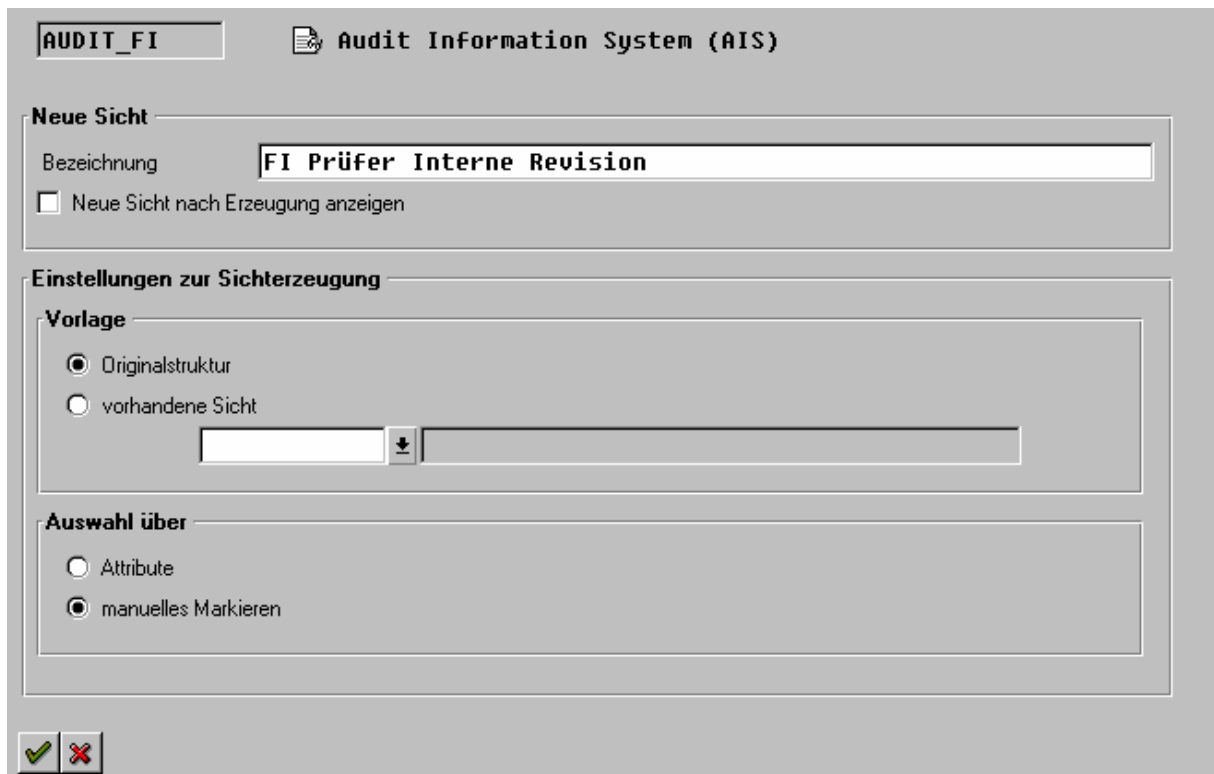 AUDIT_FI Audit Information System (AIS)
Neue Sicht
Bezeichnung FI Prüfer Interne Revision
Neue Sicht nach Erzeugung anzeigen
Einstellungen zur Sichterzeugung
Vorlage
Originalstruktur
vorhandene Sicht
Auswahl über
Attribute
manuelles Markieren